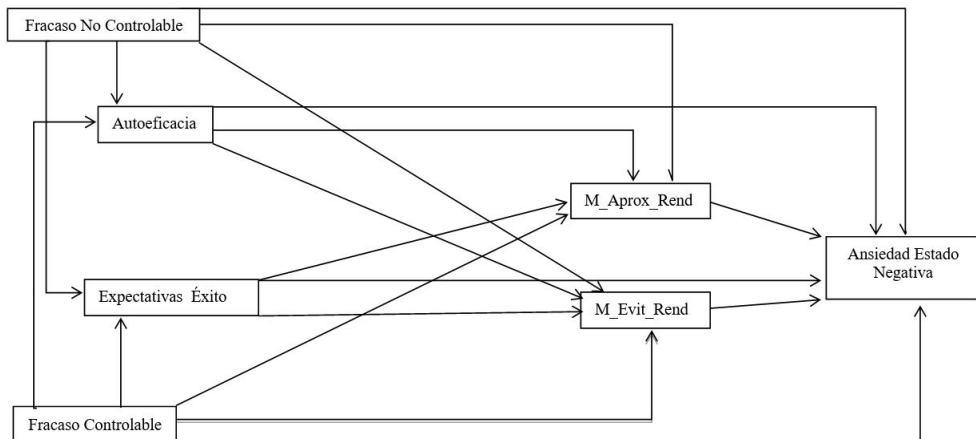 Fracaso No Controlable
Autoeficacia
M_Aprox_Rend
Ansiedad Estado
Negativa
Expectativas Éxito
M_Evit_Rend
Fracaso Controlable